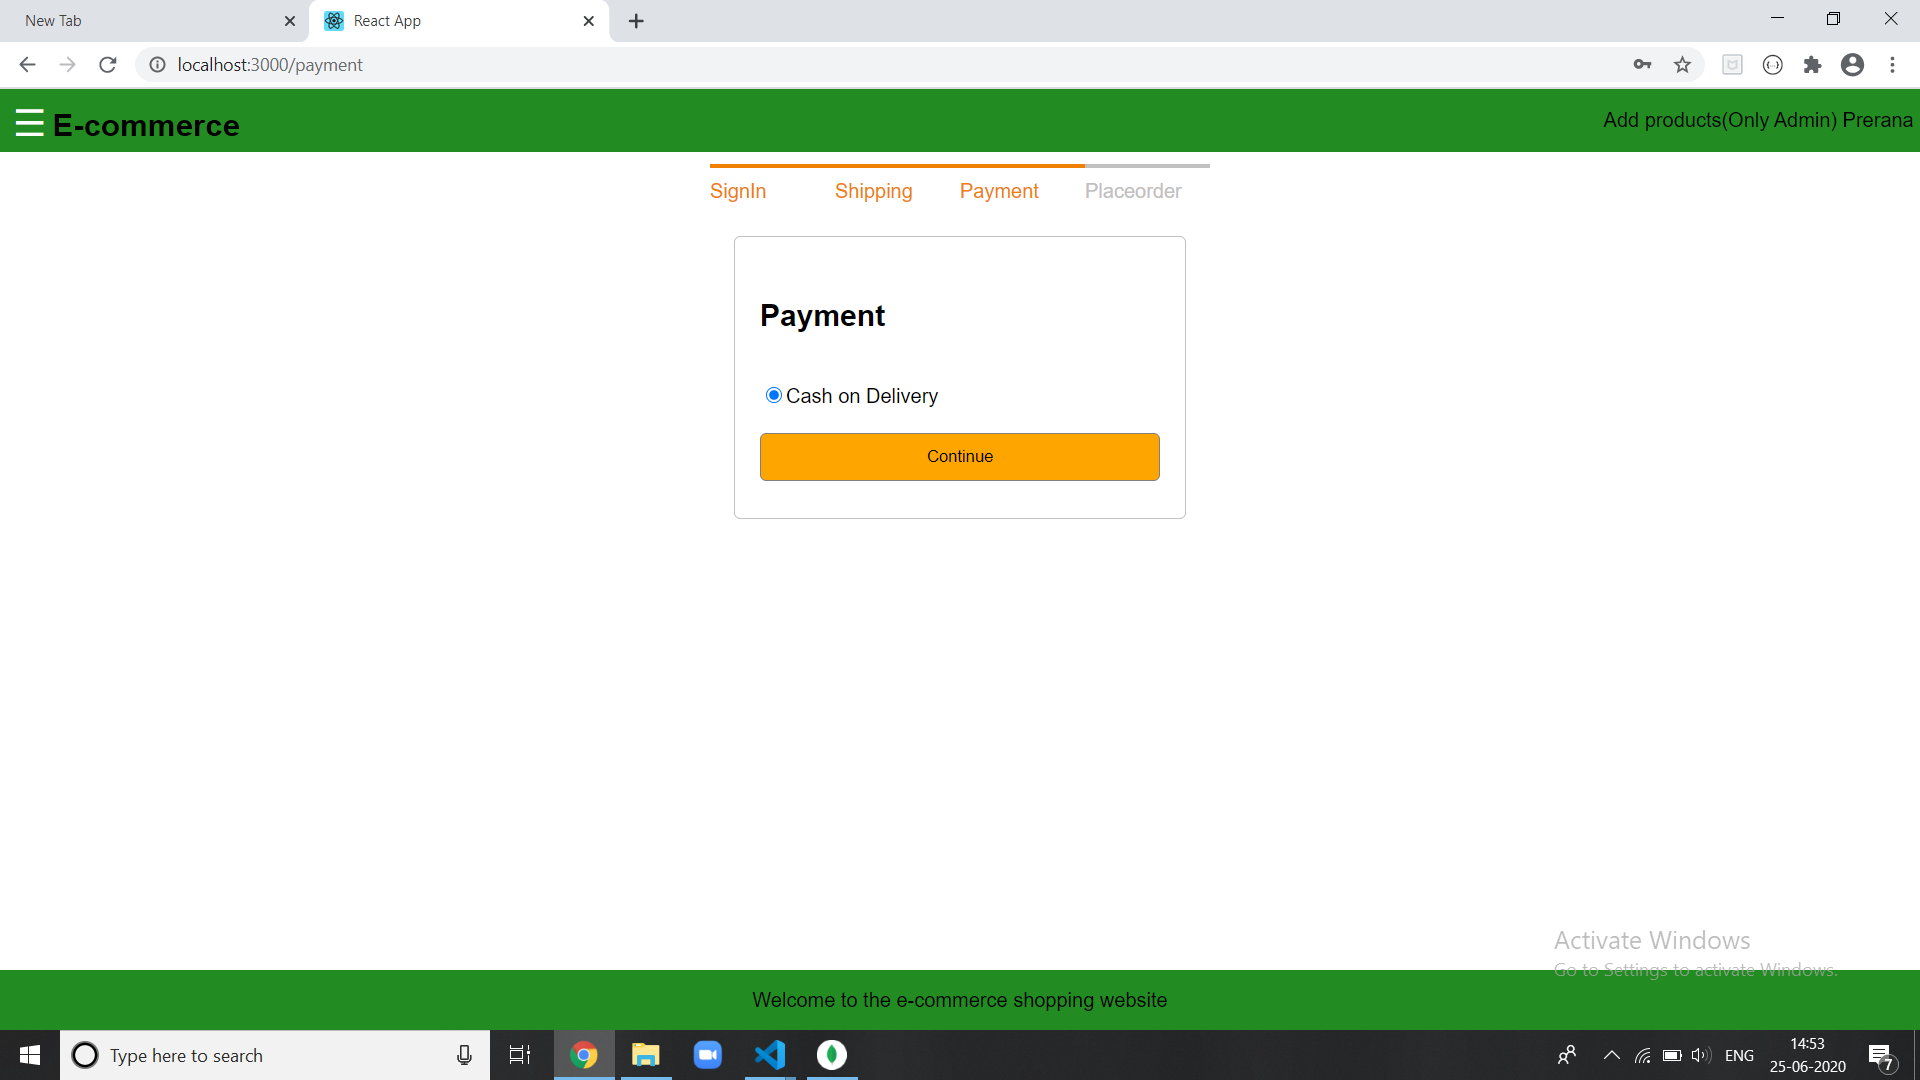 New Tab
React App
localhost:3000/payment
☰ E-commerce
Add products(Only Admin) Prerana
SignIn Shipping Payment Placeorder
Payment
Cash on Delivery
Continue
Activate Windows
Go to Settings to activate Windows.
Welcome to the e-commerce shopping website
Type here to search
ENG
14:53
25-06-2020
7